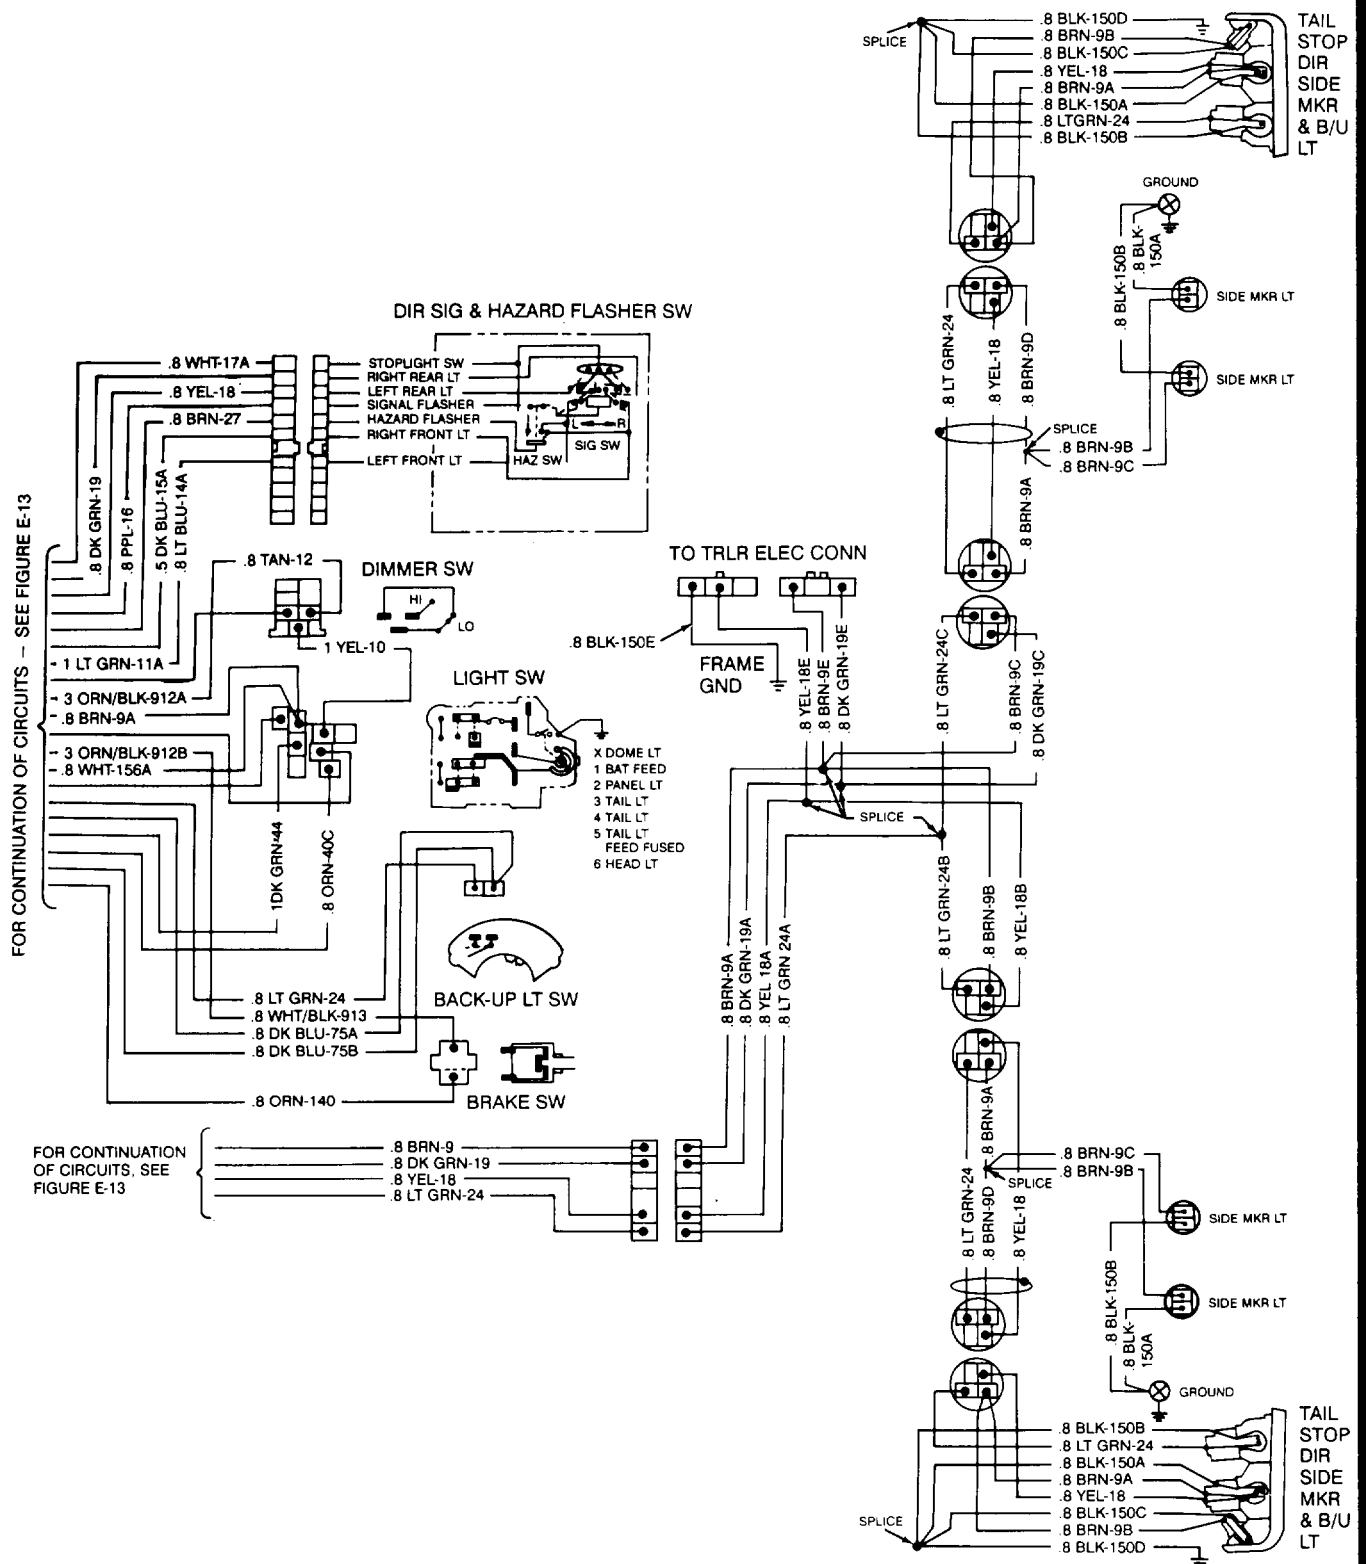 .8 BLK-150D
.8 BRN-9B
.8 BLK-150C
.8 YEL-18
.8 BRN-9A
.8 BLK-150A
.8 LTGRN-24
.8 BLK-150B
SPLICE
TAIL
STOP
DIR
SIDE
MKR
& B/U
LT
GROUND
.8 BLK-150B
.8 BLK-
150A
SIDE MKR LT
SIDE MKR LT
.8 LT GRN-24
.8 YEL-18
.8 BRN-9D
SPLICE
.8 BRN-9B
.8 BRN-9C
.8 BRN-9A
DIR SIG & HAZARD FLASHER SW
.8 WHT-17A
.8 YEL-18
.8 BRN-27
STOPLIGHT SW
RIGHT REAR LT
LEFT REAR LT
SIGNAL FLASHER
HAZARD FLASHER
RIGHT FRONT LT
LEFT FRONT LT
L
R
SIG SW
HAZ SW
.8 DK GRN-19
.8 PPL-16
.5 DK BLU-15A
.8 LT BLU-14A
FOR CONTINUATION OF CIRCUITS – SEE FIGURE E-13
.8 TAN-12
DIMMER SW
HI
LO
1 YEL-10
1 LT GRN-11A
3 ORN/BLK-912A
.8 BRN-9A
3 ORN/BLK-912B
.8 WHT-156A
LIGHT SW
X DOME LT
1 BAT FEED
2 PANEL LT
3 TAIL LT
4 TAIL LT
5 TAIL LT
FEED FUSED
6 HEAD LT
1DK GRN-44
.8 ORN-40C
TO TRLR ELEC CONN
.8 BLK-150E
FRAME
GND
.8 YEL-18E
.8 BRN-9E
.8 DK GRN-19E
.8 LT GRN-24C
.8 BRN-9C
.8 DK GRN-19C
SPLICE
.8 LT GRN-24B
.8 BRN-9B
.8 YEL-18B
.8 BRN-9A
.8 DK GRN-19A
.8 YEL 18A
.8 LT GRN 24A
.8 LT GRN-24
.8 WHT/BLK-913
.8 DK BLU-75A
.8 DK BLU-75B
BACK-UP LT SW
.8 ORN-140
BRAKE SW
FOR CONTINUATION
OF CIRCUITS, SEE
FIGURE E-13
.8 BRN-9
.8 DK GRN-19
.8 YEL-18
.8 LT GRN-24
.8 BRN-9A
.8 LT GRN-24
.8 BRN-9D
.8 YEL-18
SPLICE
.8 BRN-9C
.8 BRN-9B
SIDE MKR LT
SIDE MKR LT
.8 BLK-150B
.8 BLK-
150A
GROUND
.8 BLK-150B
.8 LT GRN-24
.8 BLK-150A
.8 BRN-9A
.8 YEL-18
.8 BLK-150C
.8 BRN-9B
.8 BLK-150D
SPLICE
TAIL
STOP
DIR
SIDE
MKR
& B/U
LT